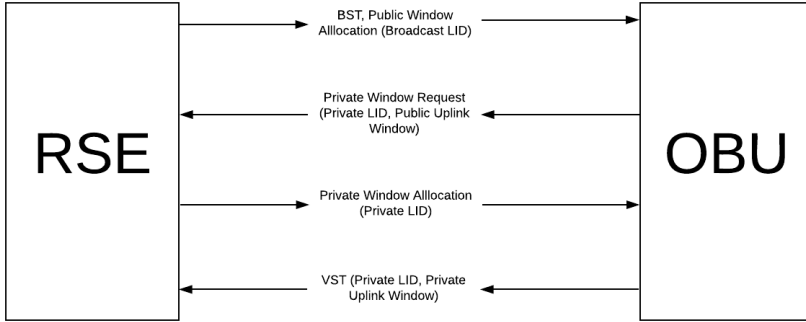 RSE
BST, Public Window
Alllocation (Broadcast LID)
Private Window Request
(Private LID, Public Uplink
Window)
Private Window Alllocation
(Private LID)
VST (Private LID, Private
Uplink Window)
OBU